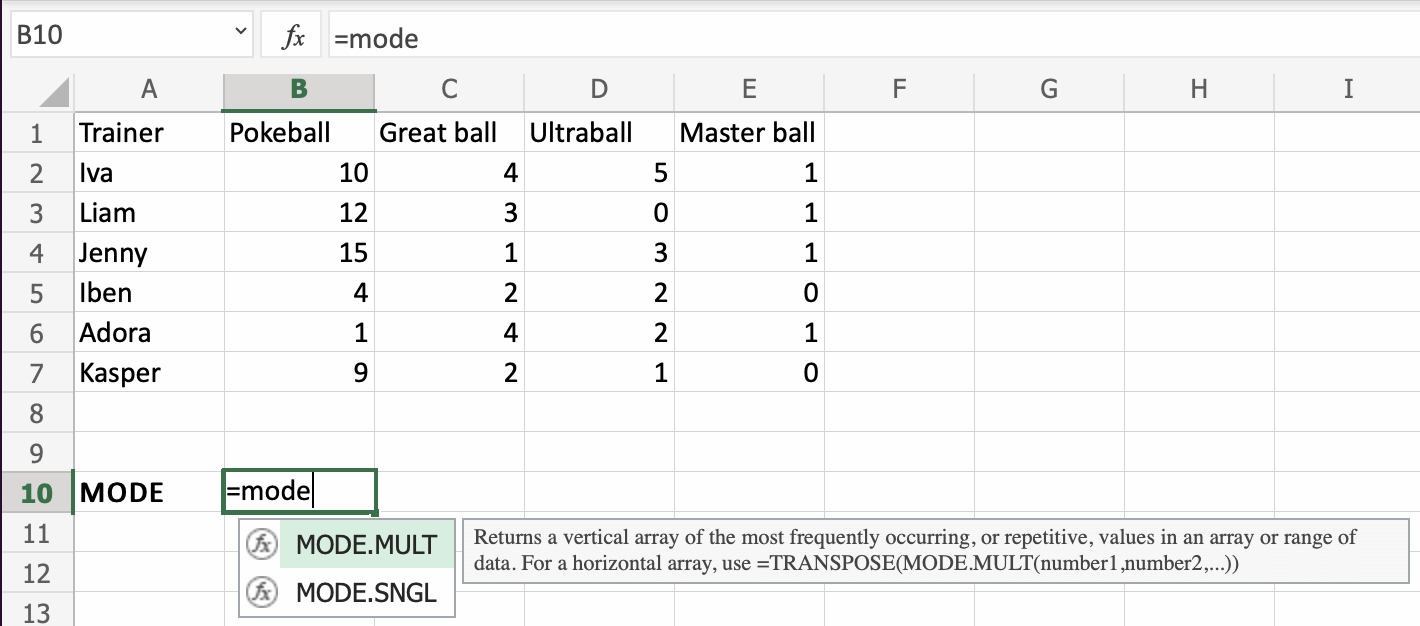 B10 fx =mode
A B C D E F G H I
1 Trainer Pokeball Great ball Ultraball Master ball
2 Iva 10 4 5 1
3 Liam 12 3 0 1
4 Jenny 15 1 3 1
5 Iben 4 2 2 0
6 Adora 1 4 2 1
7 Kasper 9 2 1 0
8
9
10 MODE =mode
11
12
13
fx MODE.MULT
fx MODE.SNGL
Returns a vertical array of the most frequently occurring, or repetitive, values in an array or range of
data. For a horizontal array, use =TRANSPOSE(MODE.MULT(number1,number2,...))